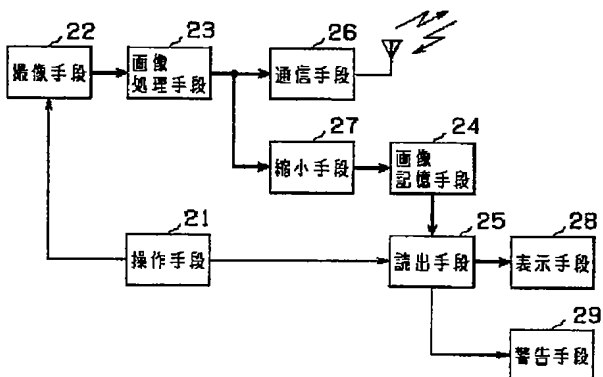 22
撮像手段
23
画像
処理手段
26
通信手段
27
縮小手段
24
画像
記憶手段
21
操作手段
25
読出手段
28
表示手段
29
警告手段